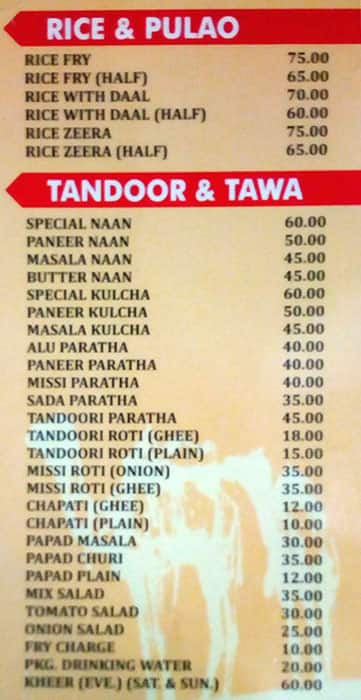 RICE & PULAO
RICE FRY 75.00
RICE FRY (HALF) 65.00
RICE WITH DAAL 70.00
RICE WITH DAAL (HALF) 60.00
RICE ZEERA 75.00
RICE ZEERA (HALF) 65.00
TANDOOR & TAWA
SPECIAL NAAN 60.00
PANEER NAAN 50.00
MASALA NAAN 45.00
BUTTER NAAN 45.00
SPECIAL KULCHA 60.00
PANEER KULCHA 50.00
MASALA KULCHA 45.00
ALU PARATHA 40.00
PANEER PARATHA 40.00
MISSI PARATHA 40.00
SADA PARATHA 35.00
TANDOORI PARATHA 45.00
TANDOORI ROTI (GHEE) 18.00
TANDOORI ROTI (PLAIN) 15.00
MISSI ROTI (ONION) 35.00
MISSI ROTI (GHEE) 35.00
CHAPATI (GHEE) 12.00
CHAPATI (PLAIN) 10.00
PAPAD MASALA 30.00
PAPAD CHURI 35.00
PAPAD PLAIN 12.00
MIX SALAD 35.00
TOMATO SALAD 30.00
ONION SALAD 25.00
FRY CHARGE 10.00
PKG. DRINKING WATER 20.00
KHEER (EVE.) (SAT. & SUN.) 60.00